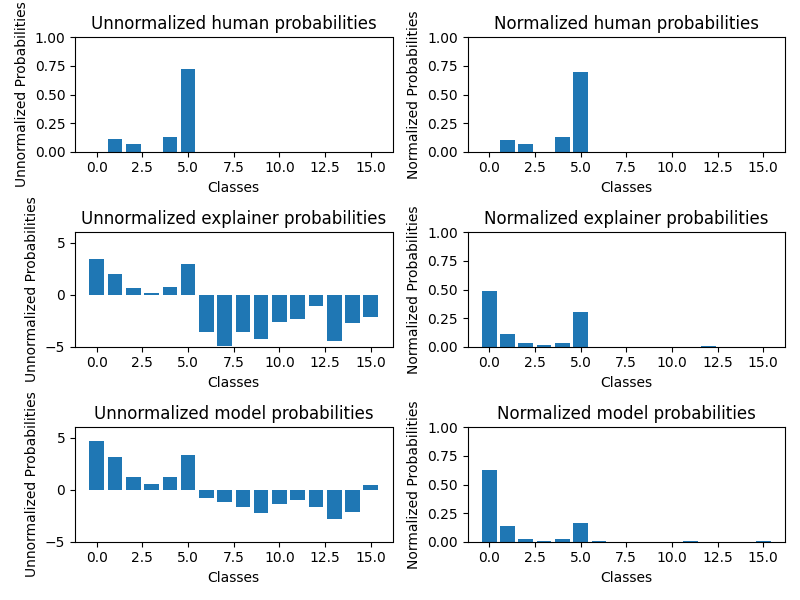 Unnormalized human probabilities
Unnormalized Probabilities
1.00
0.75
0.50
0.25
0.00
0.0 2.5 5.0 7.5 10.0 12.5 15.0
Classes
Normalized human probabilities
Normalized Probabilities
1.00
0.75
0.50
0.25
0.00
0.0 2.5 5.0 7.5 10.0 12.5 15.0
Classes
Unnormalized explainer probabilities
Unnormalized Probabilities
5
0
−5
0.0 2.5 5.0 7.5 10.0 12.5 15.0
Classes
Normalized explainer probabilities
Normalized Probabilities
1.00
0.75
0.50
0.25
0.00
0.0 2.5 5.0 7.5 10.0 12.5 15.0
Classes
Unnormalized model probabilities
Unnormalized Probabilities
5
0
−5
0.0 2.5 5.0 7.5 10.0 12.5 15.0
Classes
Normalized model probabilities
Normalized Probabilities
1.00
0.75
0.50
0.25
0.00
0.0 2.5 5.0 7.5 10.0 12.5 15.0
Classes